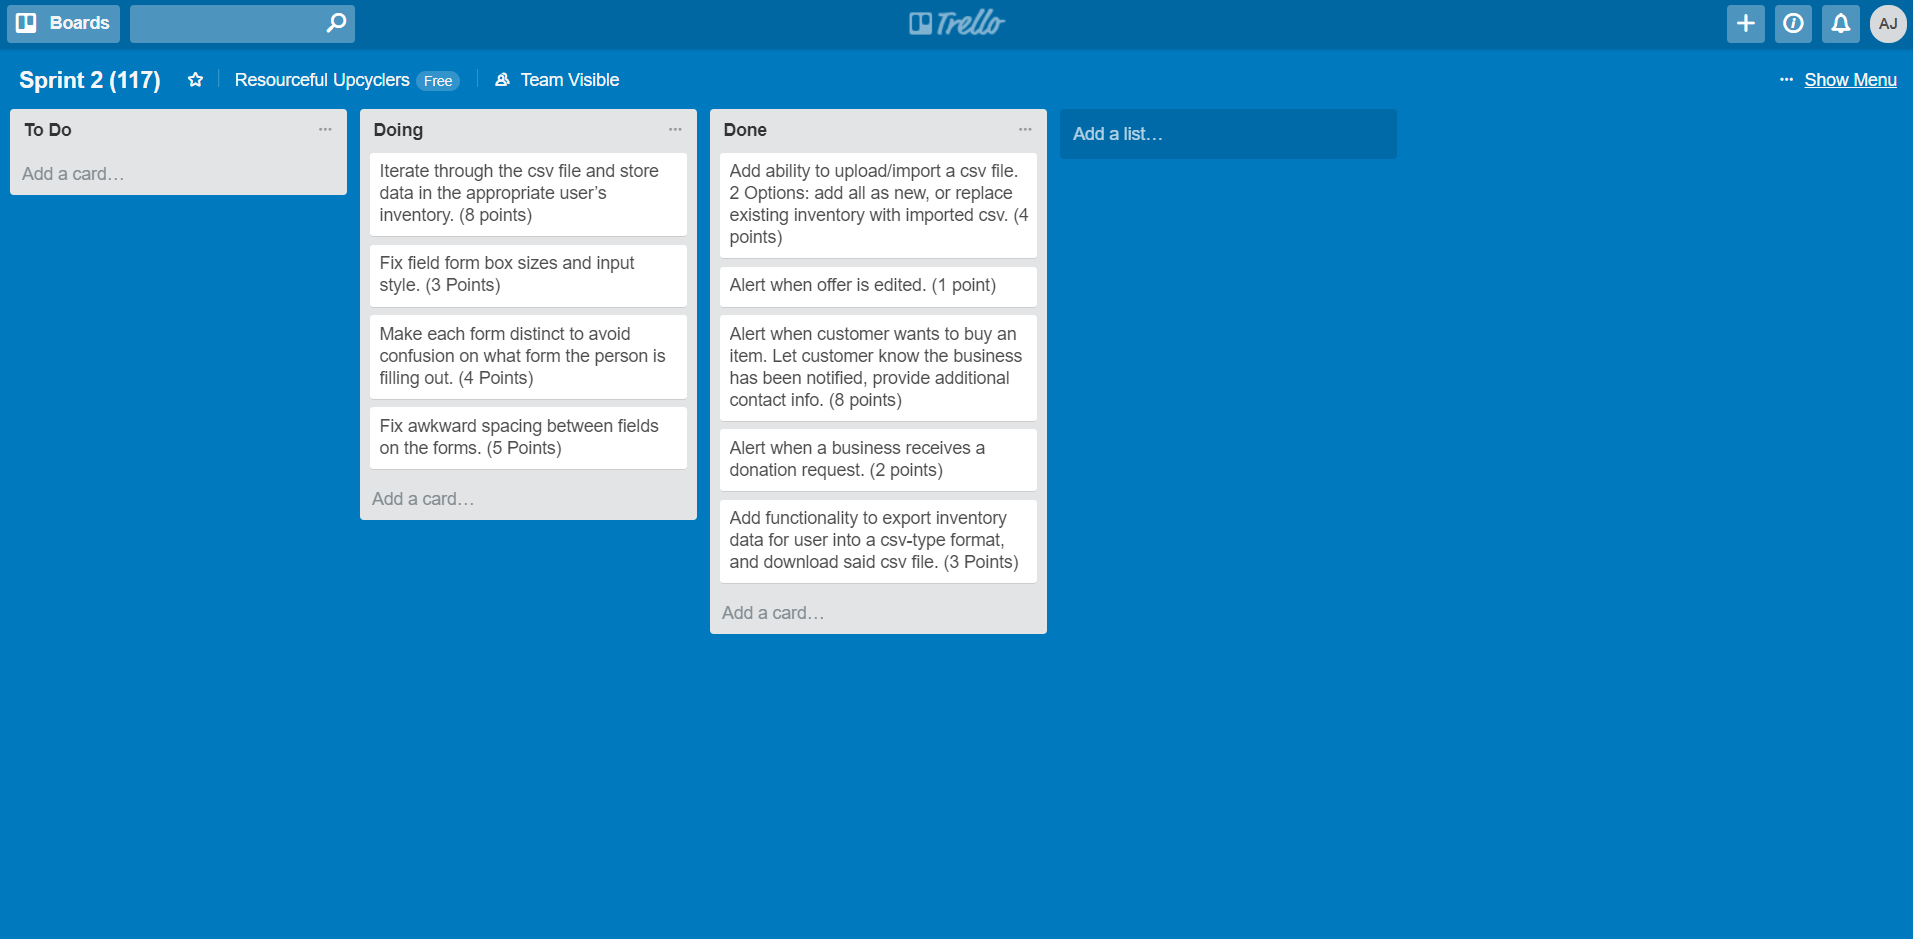 Boards
Trello
AJ
Sprint 2 (117)
Resourceful Upcyclers Free
Team Visible
··· Show Menu
To Do ···
Add a card…
Doing ···
Iterate through the csv file and store
data in the appropriate user’s
inventory. (8 points)
Fix field form box sizes and input
style. (3 Points)
Make each form distinct to avoid
confusion on what form the person is
filling out. (4 Points)
Fix awkward spacing between fields
on the forms. (5 Points)
Add a card…
Done ···
Add ability to upload/import a csv file.
2 Options: add all as new, or replace
existing inventory with imported csv. (4
points)
Alert when offer is edited. (1 point)
Alert when customer wants to buy an
item. Let customer know the business
has been notified, provide additional
contact info. (8 points)
Alert when a business receives a
donation request. (2 points)
Add functionality to export inventory
data for user into a csv-type format,
and download said csv file. (3 Points)
Add a card…
Add a list…